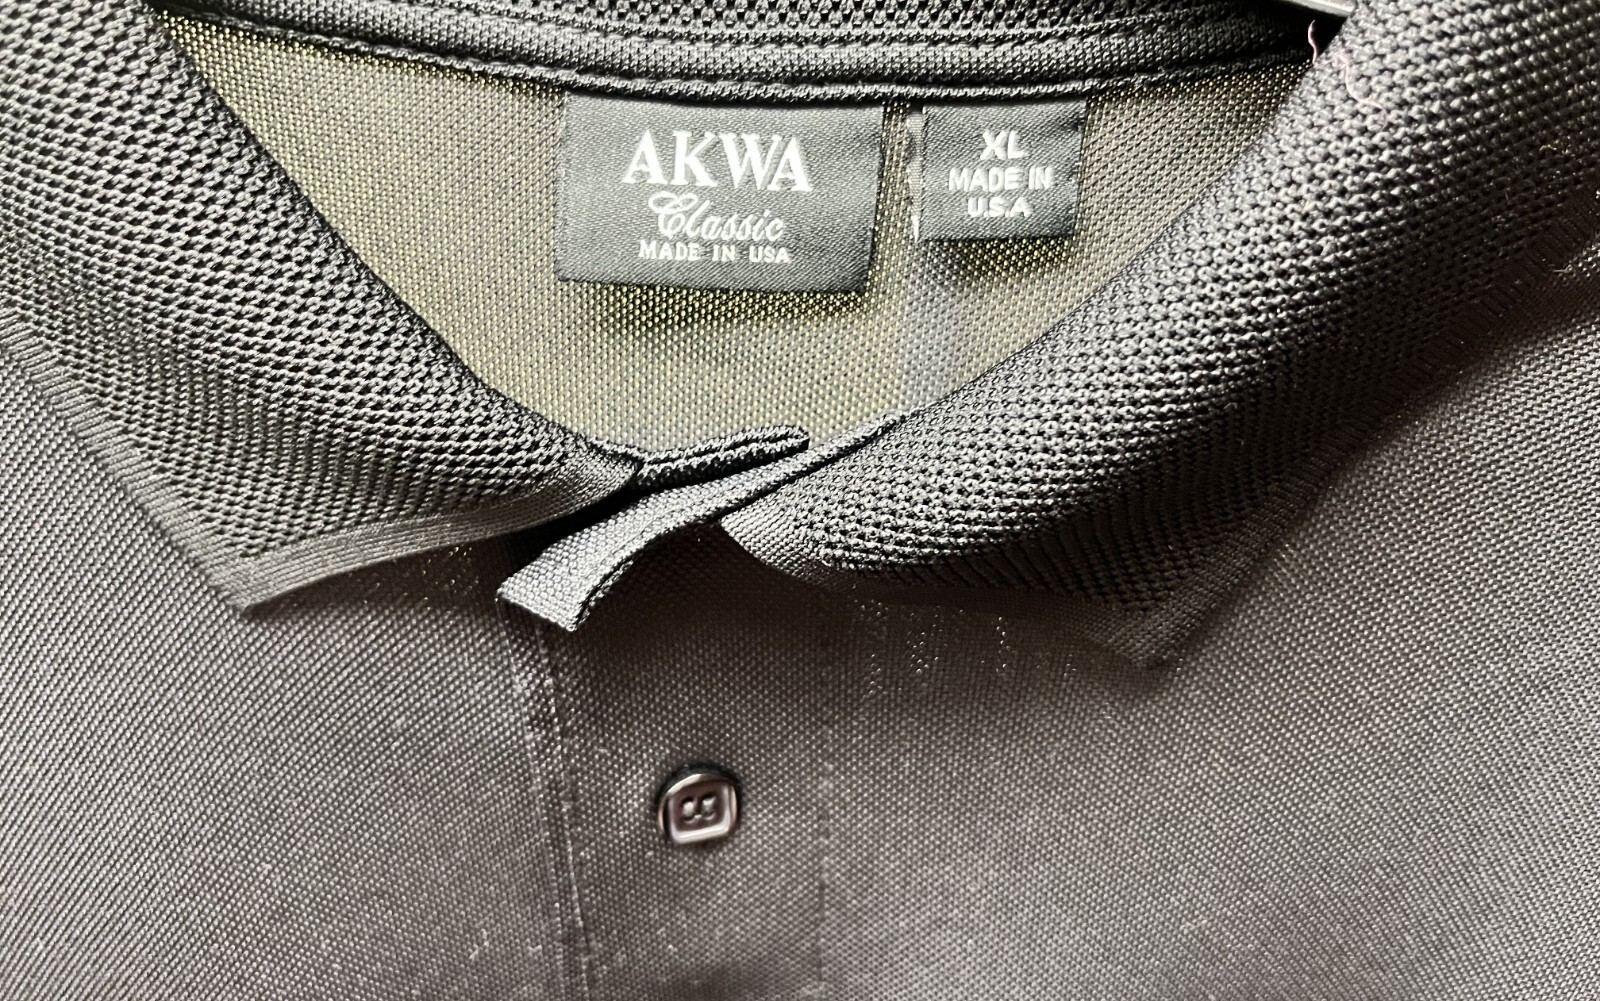 AKWA
Classic
MADE IN USA
XL
MADE IN
U.S.A